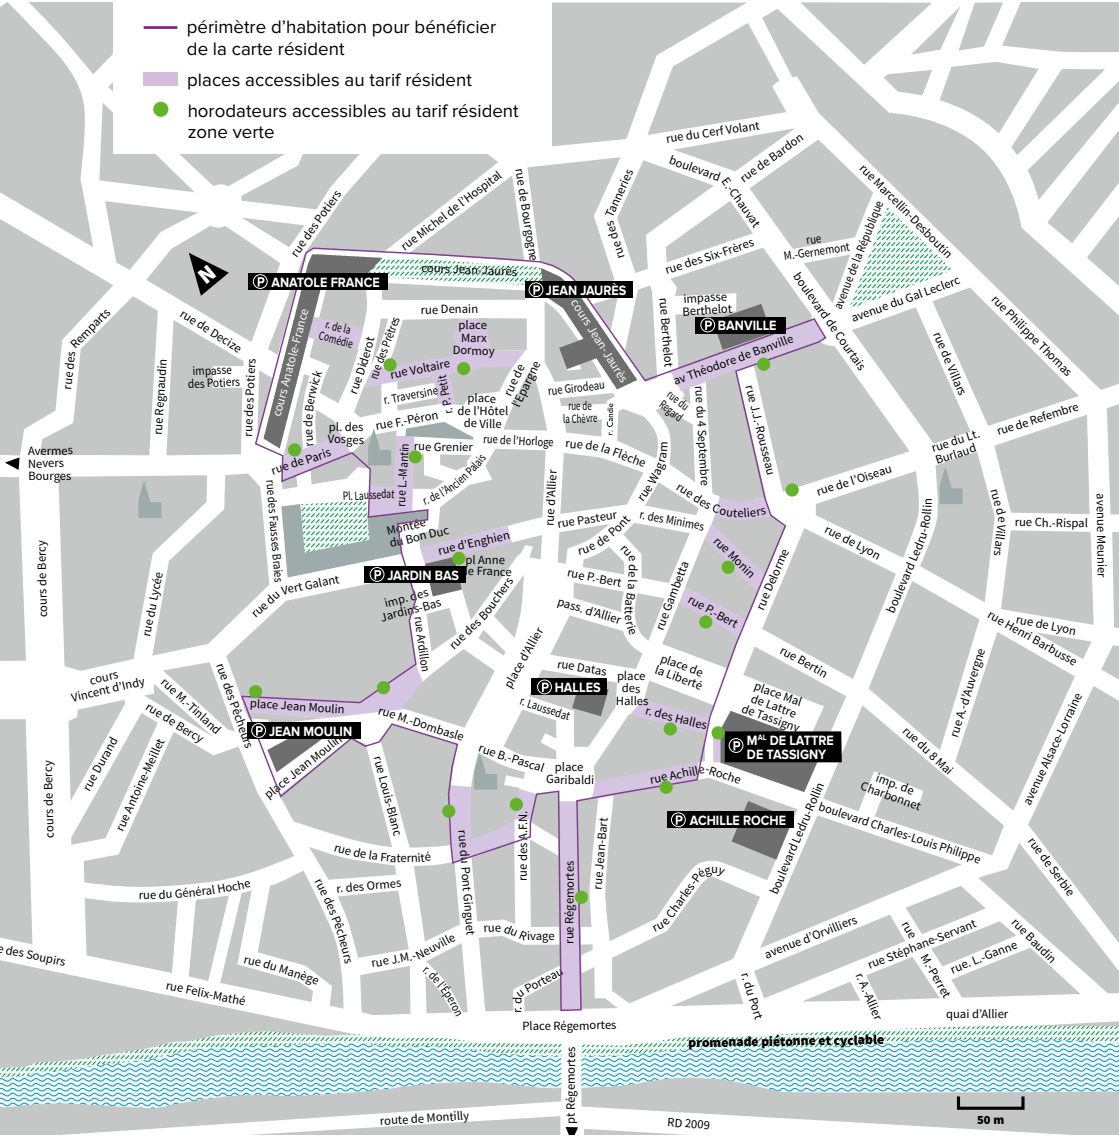 périmètre d'habitation pour bénéficier
de la carte résident
places accessibles au tarif résident
horodateurs accessibles au tarif résident
zone verte
rue du Cerf Volant
boulevard E.-Chauvat
rue de Bardon
rue Marcellin-Desboutin
rue des Tanneries
rue de Bourgogne
rue Michel de l'Hospital
rue des Potiers
N
rue des Six-Frères
rue
M.-Gernemont
avenue de la République
boulevard de Courtais
avenue du Gal Leclerc
rue Philippe Thomas
cours Jean-Jaurès
P ANATOLE FRANCE
P JEAN JAURÈS
cours Jean-Jaurès
rue Berthelot
impasse
Berthelot
P BANVILLE
av Théodore de Banville
rue des Remparts
rue de Decize
impasse
des Potiers
rue Regnaudin
rue des Potiers
cours Anatole-France
r. de la
Comédie
rue Denain
place
Marx
Dormoy
rue Diderot
rue des Prêtres
rue Voltaire
r. Traversine
r. P. Petit
rue de
l'Epargne
rue Girodeau
rue de
la Chèvre
r. Candie
rue du
Regard
rue du 4 Septembre
rue J.J.-Rousseau
rue de Villars
rue de Refembre
rue du Lt.
Burlaud
rue de Berwick
pl. des
Vosges
rue F.-Péron
place
de l'Hôtel
de Ville
rue Grenier
rue de l'Horloge
rue de la Flèche
rue Wagram
rue de Paris
Avermes
Nevers
Bourges
rue des Fausses Braies
Pl. Laussedat
rue L.-Mantin
r. de l'Ancien Palais
rue d'Allier
rue des Couteliers
rue de l'Oiseau
boulevard Ledru-Rollin
rue de Villars
rue Ch.-Rispal
avenue Meunier
Montée
du Bon Duc
rue d'Enghien
pl Anne
de France
rue Pasteur
rue de Pont
r. des Minimes
rue Monin
rue de Lyon
P JARDIN BAS
imp. des
Jardins-Bas
rue Ardillon
rue des Bouchers
rue P.-Bert
rue de la Batterie
rue Gambetta
rue P.-Bert
rue Delorme
pass. d'Allier
cours de Bercy
rue du Lycée
rue du Vert Galant
rue de Lyon
rue Henri Barbusse
rue Bertin
place de
la Liberté
rue Datas
place d'Allier
place
des
Halles
P HALLES
r. Laussedat
r. des Halles
place Mal
de Lattre
de Tassigny
P MAL DE LATTRE
DE TASSIGNY
rue A.-d'Auvergne
avenue Alsace-Lorraine
rue du 8 Mai
cours
Vincent d'Indy
rue M.-Tinland
rue de Bercy
rue des Pêcheurs
place Jean Moulin
P JEAN MOULIN
place Jean Moulin
rue M.-Dombasle
rue B.-Pascal
place
Garibaldi
rue Achille-Roche
P ACHILLE ROCHE
imp. de
Charbonnet
boulevard Charles-Louis Philippe
boulevard Ledru-Rollin
rue Durand
rue Antoine-Meillet
cours de Bercy
rue Louis-Blanc
rue de la Fraternité
rue du Pont Ginguet
rue des A.F.N.
rue Régemortes
rue Jean-Bart
rue Charles-Péguy
rue de Serbie
rue du Général Hoche
r. des Ormes
rue des Pêcheurs
rue J.M.-Neuville
rue du Rivage
r. de l'Éperon
r. du Porteau
avenue d'Orvilliers
rue Stéphane-Servant
rue
M.-Perret
rue. L.-Ganne
rue Baudin
r. A.-Allier
r. du Port
e des Soupirs
rue du Manège
rue Felix-Mathé
Place Régemortes
quai d'Allier
promenade piétonne et cyclable
pt Régemortes
route de Montilly
RD 2009
50 m